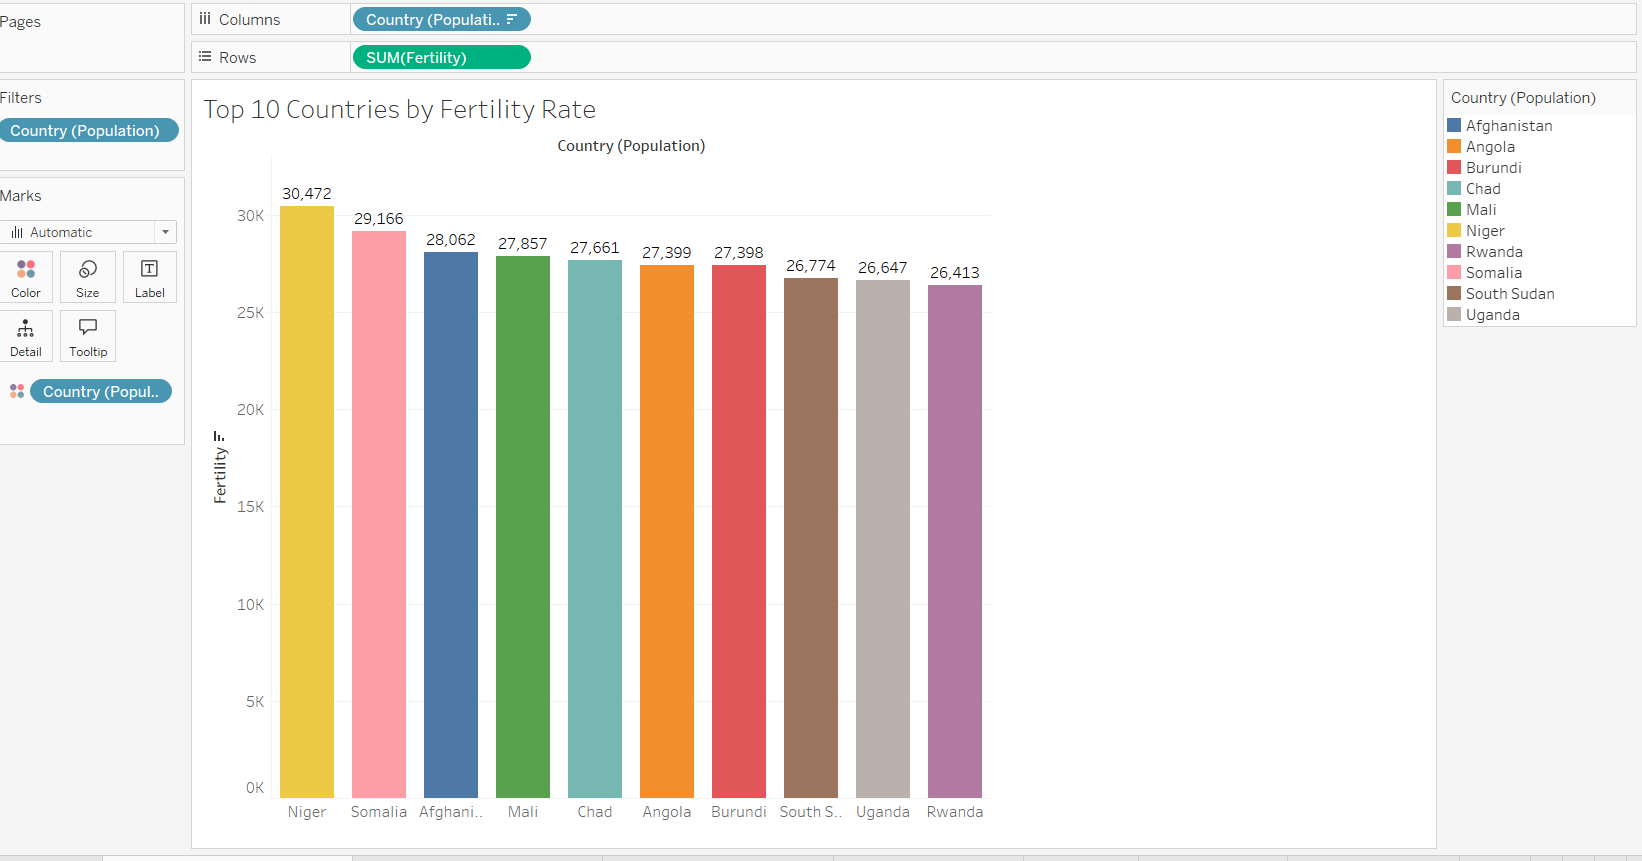 Pages
Columns
Country (Populati..
Rows
SUM(Fertility)
Filters
Country (Population)
Marks
Automatic
Color
Size
Label
Detail
Tooltip
Country (Popul..
Top 10 Countries by Fertility Rate
Country (Population)
Fertility
30K
25K
20K
15K
10K
5K
0K
30,472
29,166
28,062
27,857
27,661
27,399
27,398
26,774
26,647
26,413
Niger
Somalia
Afghani..
Mali
Chad
Angola
Burundi
South S..
Uganda
Rwanda
Country (Population)
Afghanistan
Angola
Burundi
Chad
Mali
Niger
Rwanda
Somalia
South Sudan
Uganda